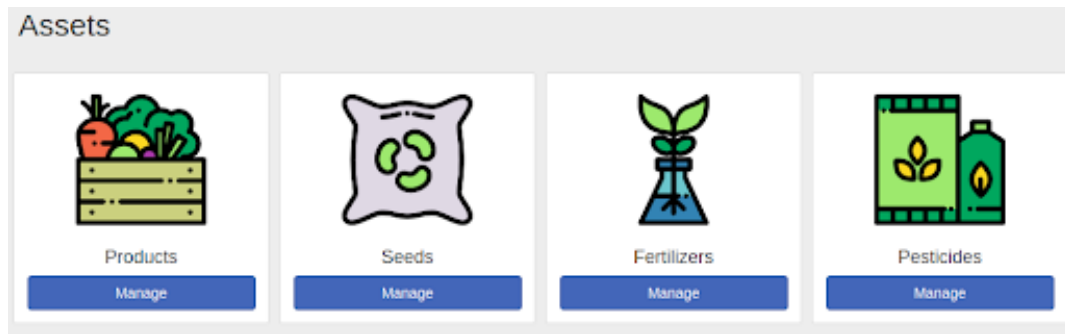 Assets
Products
Seeds
Fertilizers
Pesticides
Manage
Manage
Manage
Manage